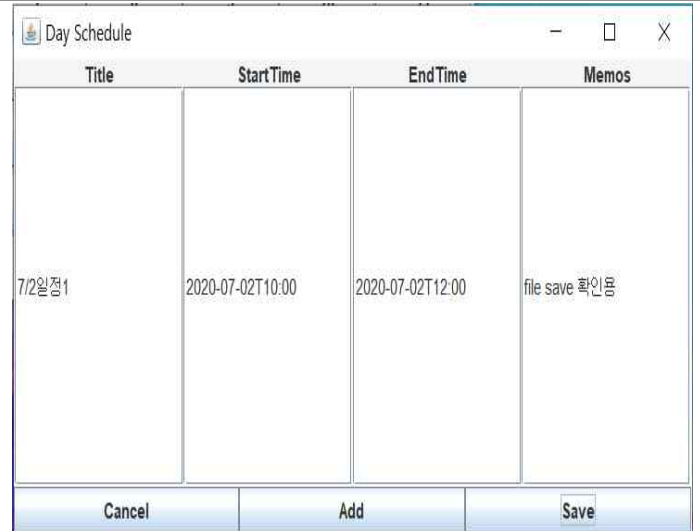 Day Schedule
Title StartTime EndTime Memos
7/2일정1 2020-07-02T10:00 2020-07-02T12:00 file save 확인용
Cancel Add Save